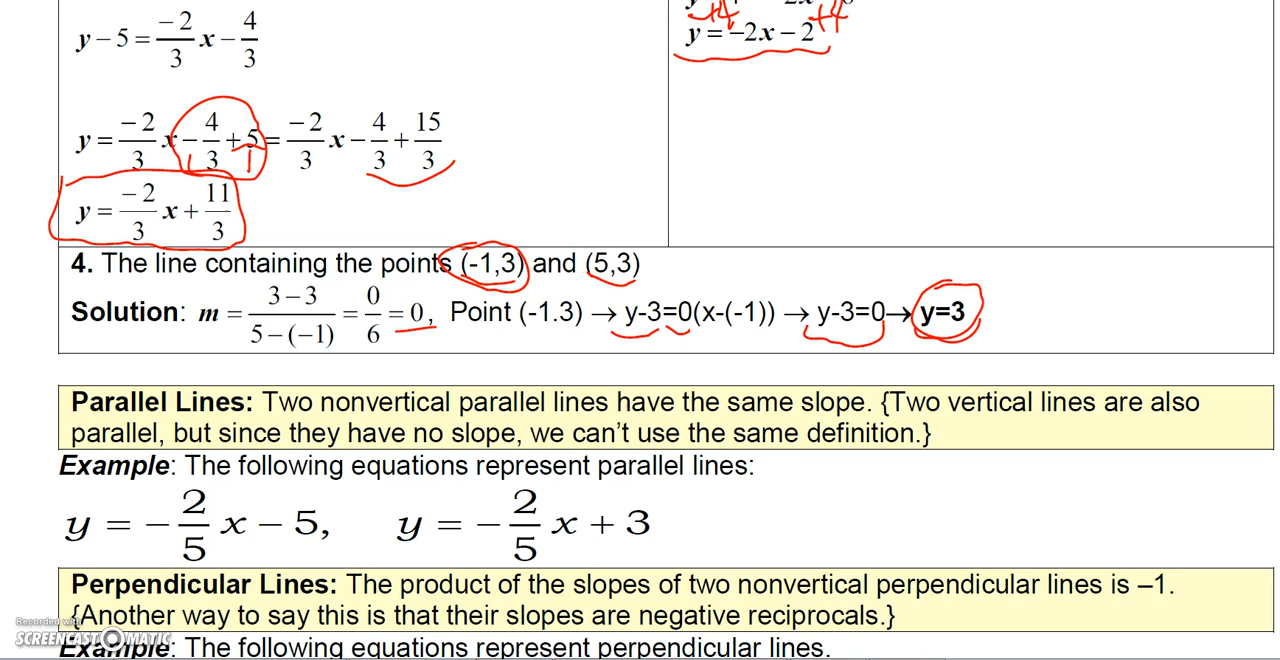 y − 5 = −2/3 x − 4/3
+4 +4
y = −2x − 2
y = −2/3 x − 4/3 + 5 = −2/3 x − 4/3 + 15/3
1 1
y = −2/3 x + 11/3
4. The line containing the points (-1,3) and (5,3)
Solution: m = 3−3/5−(−1) = 0/6 = 0, Point (-1.3) → y-3=0(x-(-1)) → y-3=0→ y=3
Parallel Lines: Two nonvertical parallel lines have the same slope. {Two vertical lines are also
parallel, but since they have no slope, we can't use the same definition.}
Example: The following equations represent parallel lines:
y = −2/5 x − 5, y = −2/5 x + 3
Perpendicular Lines: The product of the slopes of two nonvertical perpendicular lines is –1.
{Another way to say this is that their slopes are negative reciprocals.}
Recorded with
SCREENCAST-O-MATIC
Example: The following equations represent perpendicular lines.